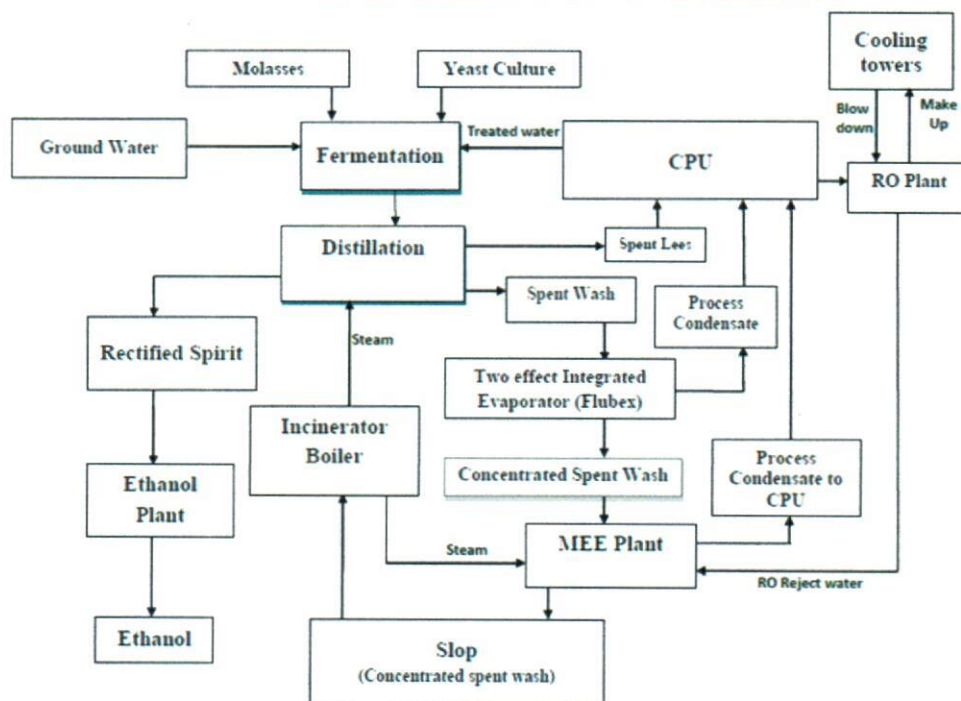 Molasses
Yeast Culture
Cooling
towers
Blow
down
Make
Up
Ground Water
Treated water
Fermentation
CPU
RO Plant
Distillation
Spent Lees
Spent Wash
Process
Condensate
Steam
Rectified Spirit
Two effect Integrated
Evaporator (Flubex)
Incinerator
Boiler
Concentrated Spent Wash
Process
Condensate to
CPU
Ethanol
Plant
Steam
MEE Plant
RO Reject water
Ethanol
Slop
(Concentrated spent wash)